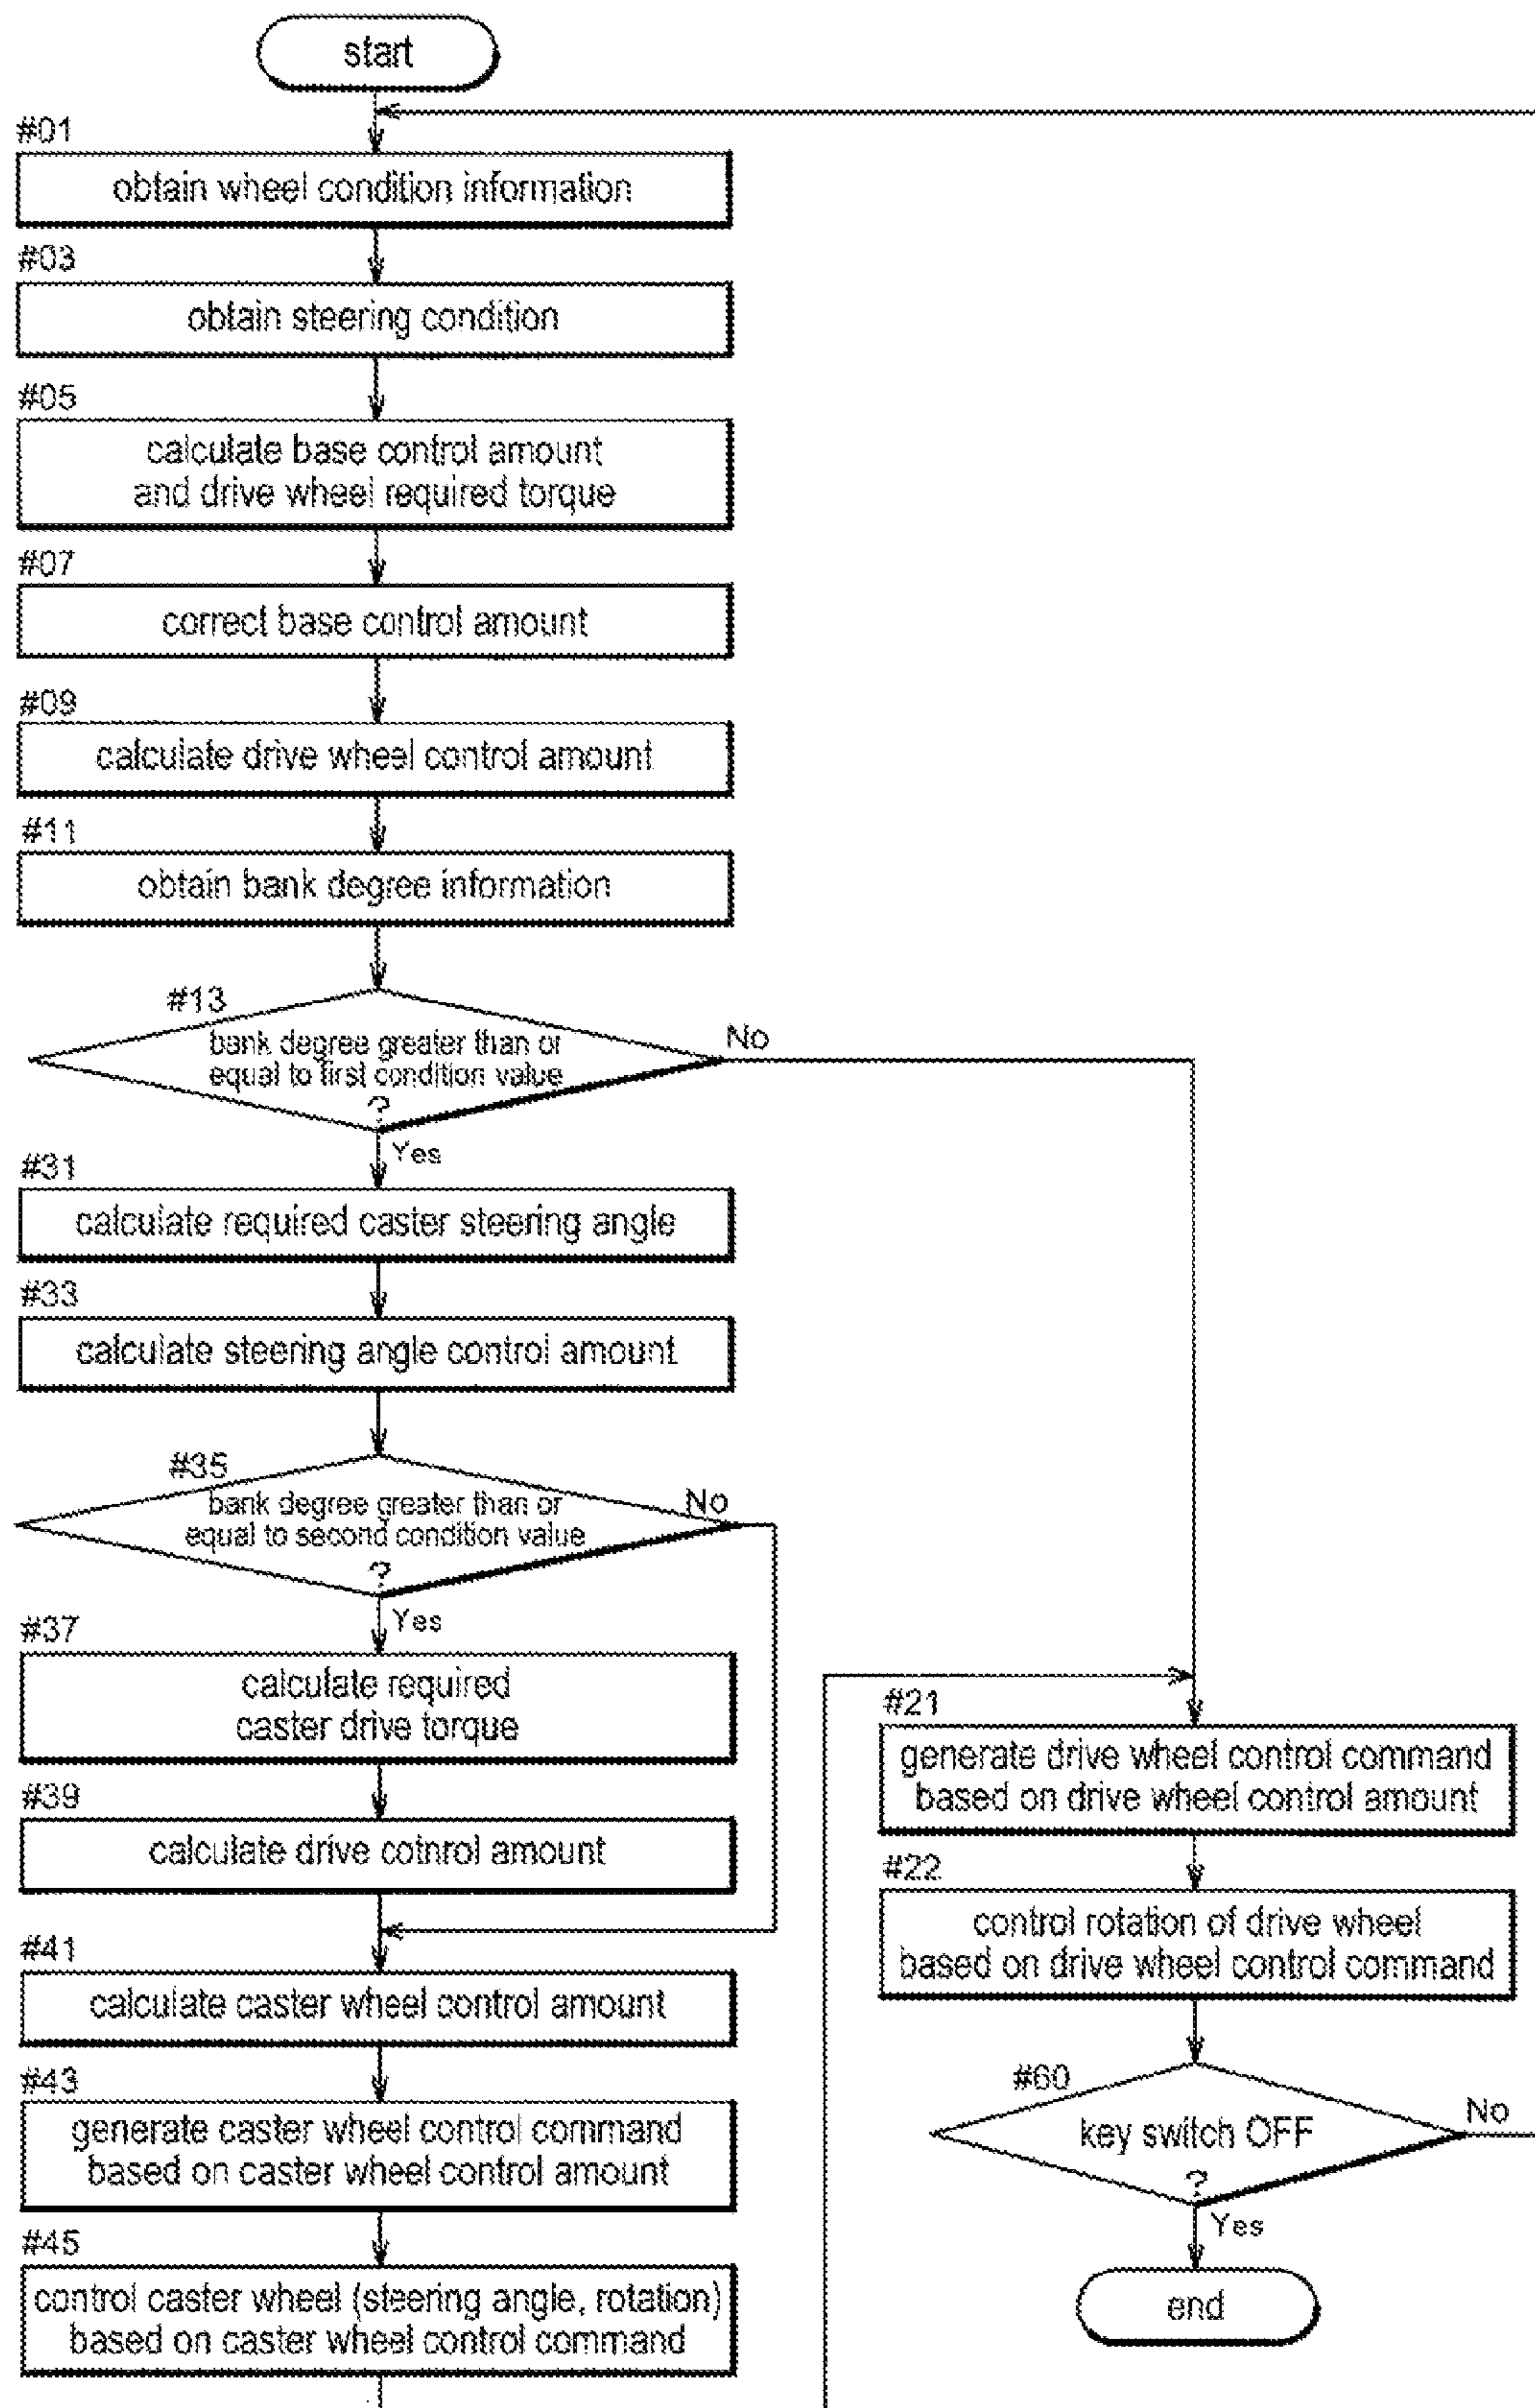 start
#01
obtain wheel condition information
#03
obtain steering condition
#05
calculate base control amount
and drive wheel required torque
#07
correct base control amount
#09
calculate drive wheel control amount
#11
obtain bank degree information
#13
bank degree greater than or
equal to first condition value
?
No
Yes
#31
calculate required caster steering angle
#33
calculate steering angle control amount
#35
bank degree greater than or
equal to second condition value
?
No
Yes
#37
calculate required
caster drive torque
#39
calculate drive cotnrol amount
#41
calculate caster wheel control amount
#43
generate caster wheel control command
based on caster wheel control amount
#45
control caster wheel (steering angle, rotation)
based on caster wheel control command
#21
generate drive wheel control command
based on drive wheel control amount
#22
control rotation of drive wheel
based on drive wheel control command
#60
key switch OFF
?
No
Yes
end